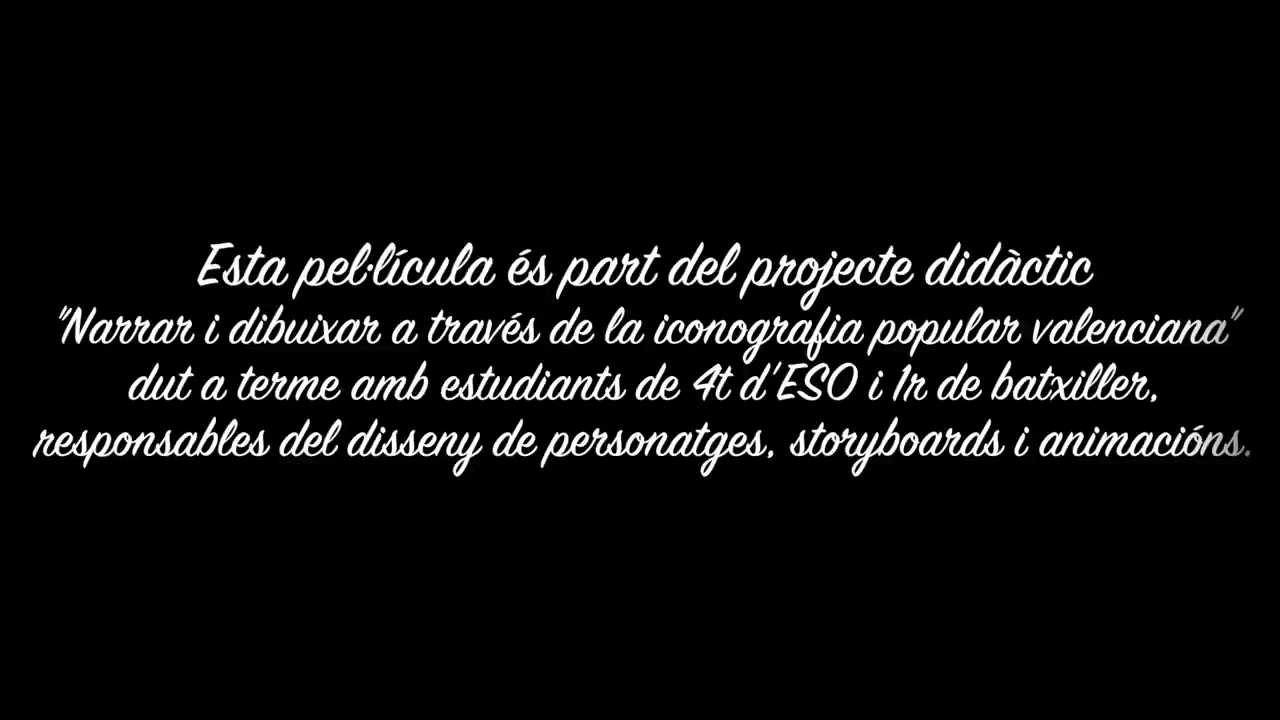 Esta pel·lícula és part del projecte didàctic
"Narrar i dibuixar a través de la iconografia popular valenciana"
dut a terme amb estudiants de 4t d'ESO i 1r de batxiller,
responsables del disseny de personatges, storyboards i animacións.